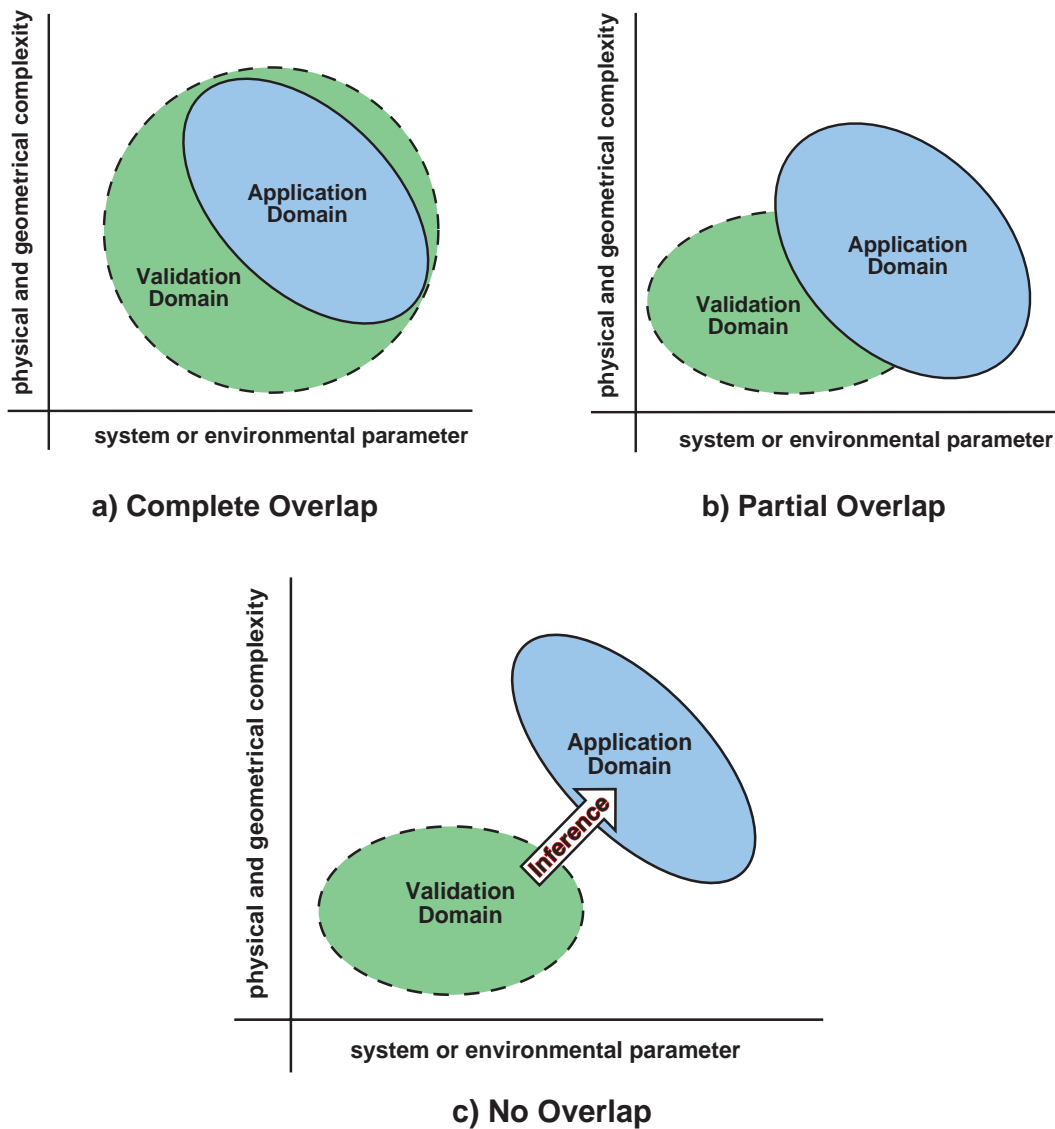 physical and geometrical complexity
Application
Domain
Validation
Domain
system or environmental parameter
a) Complete Overlap
physical and geometrical complexity
Application
Domain
Validation
Domain
system or environmental parameter
b) Partial Overlap
physical and geometrical complexity
Application
Domain
Inference
Validation
Domain
system or environmental parameter
c) No Overlap